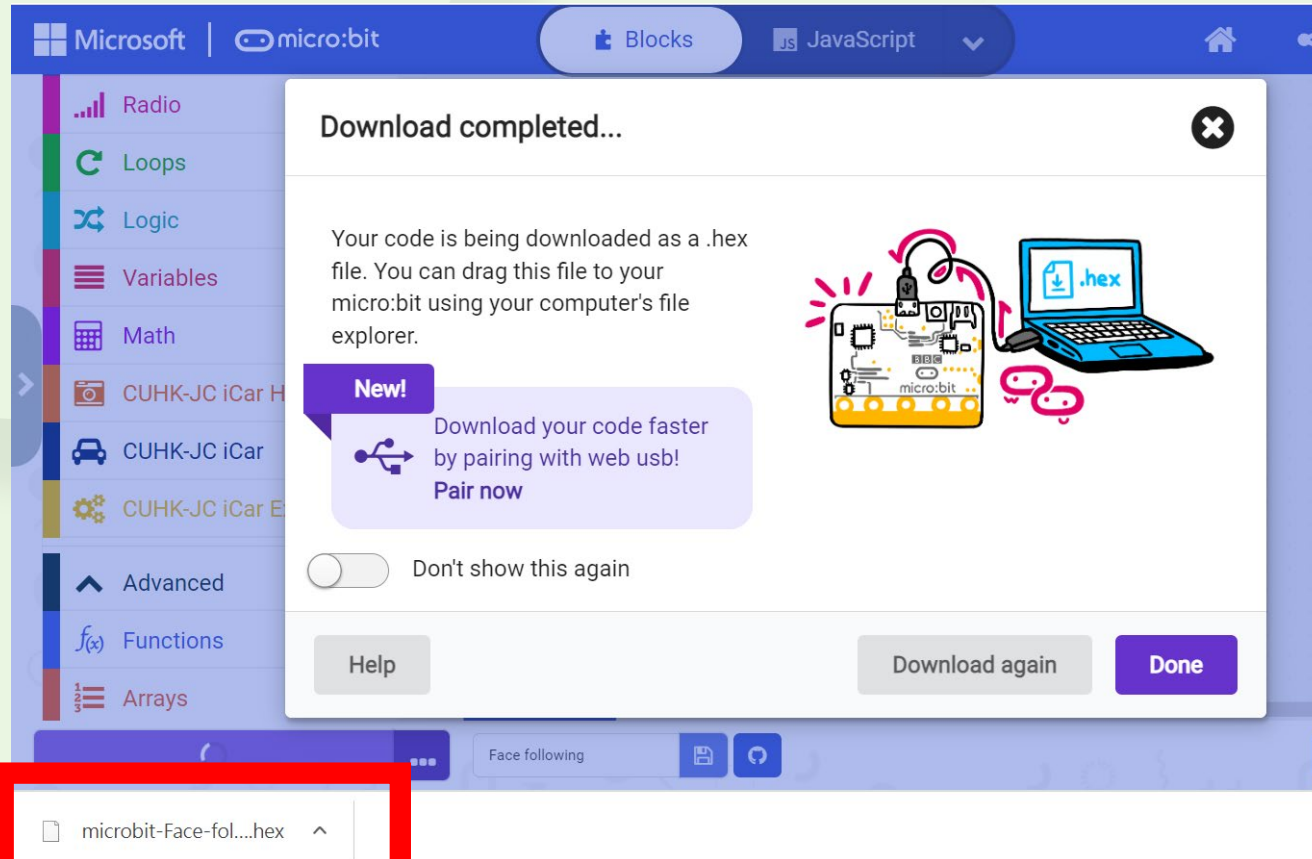 Microsoft | micro:bit
Blocks
JS JavaScript
Radio
Loops
Logic
Variables
Math
CUHK-JC iCar H
CUHK-JC iCar
CUHK-JC iCar E
Advanced
f(x) Functions
Arrays
Download completed...
Your code is being downloaded as a .hex
file. You can drag this file to your
micro:bit using your computer's file
explorer.
New!
Download your code faster
by pairing with web usb!
Pair now
.hex
BBC
micro:bit
Don't show this again
Help
Download again
Done
Face following
microbit-Face-fol....hex